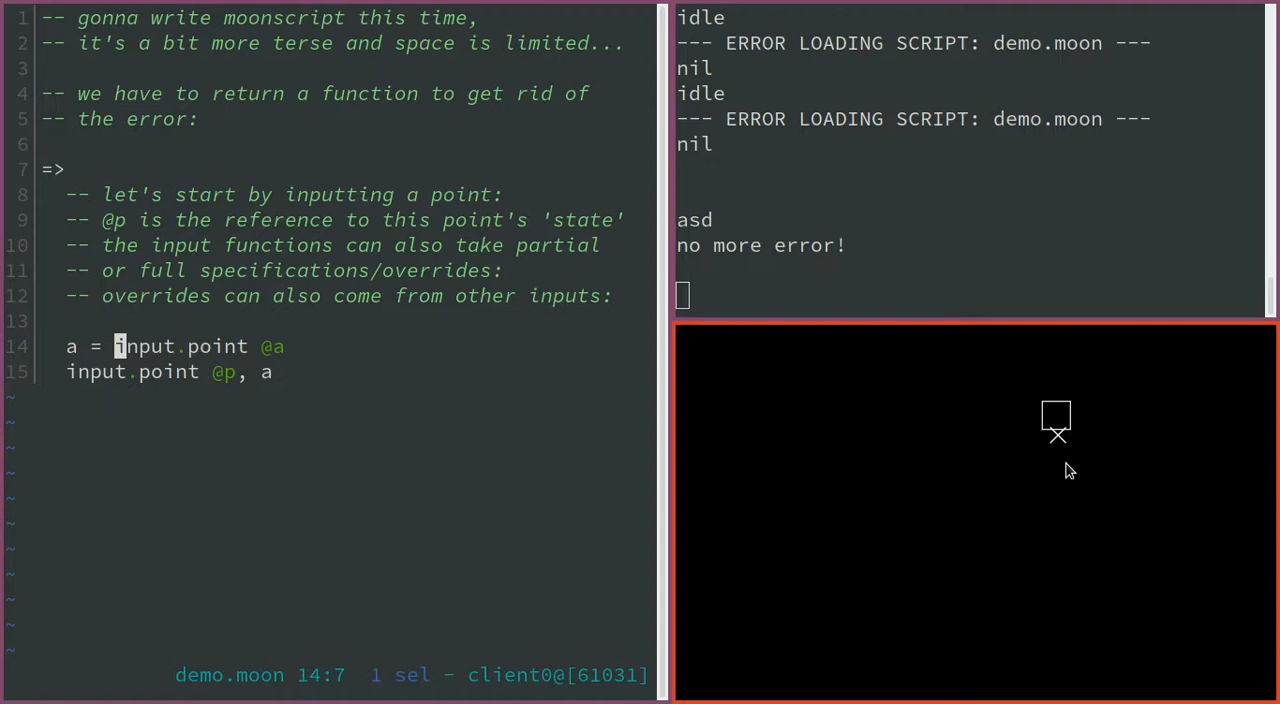 1 -- gonna write moonscript this time,
2 -- it's a bit more terse and space is limited...
3
4 -- we have to return a function to get rid of
5 -- the error:
6
7 =>
8 -- let's start by inputting a point:
9 -- @p is the reference to this point's 'state'
10 -- the input functions can also take partial
11 -- or full specifications/overrides:
12 -- overrides can also come from other inputs:
13
14 a = input.point @a
15 input.point @p, a
~
~
~
~
~
~
~
~
~
~
~
demo.moon 14:7 1 sel - client0@[61031]
idle
--- ERROR LOADING SCRIPT: demo.moon ---
nil
idle
--- ERROR LOADING SCRIPT: demo.moon ---
nil
asd
no more error!